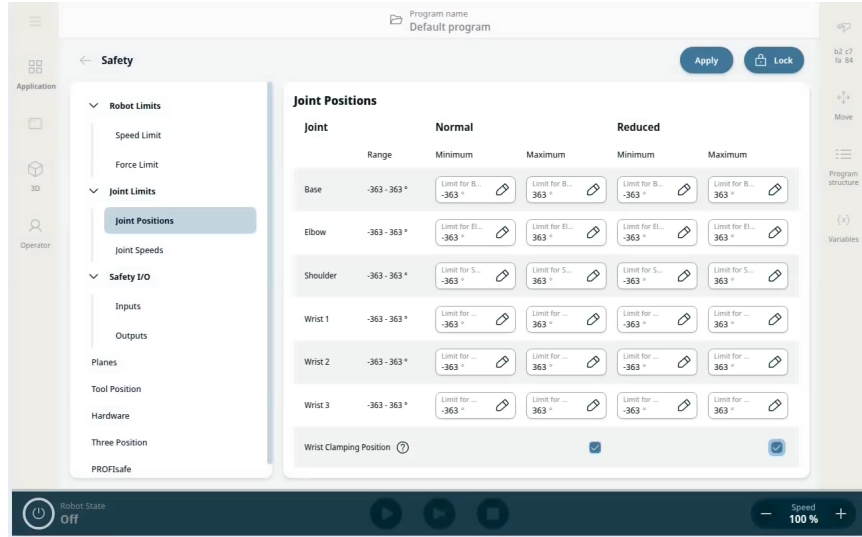 Program name
Default program
Safety
Apply
Lock
b2 c7
fa 84
Application
3D
Operator
Move
Program
structure
Variables
Robot Limits
Speed Limit
Force Limit
Joint Limits
Joint Positions
Joint Speeds
Safety I/O
Inputs
Outputs
Planes
Tool Position
Hardware
Three Position
PROFIsafe
Joint Positions
Joint Normal Reduced
Range Minimum Maximum Minimum Maximum
Base -363 - 363 ° Limit for B... -363 ° Limit for B... 363 ° Limit for B... -363 ° Limit for B... 363 °
Elbow -363 - 363 ° Limit for El... -363 ° Limit for El... 363 ° Limit for El... -363 ° Limit for El... 363 °
Shoulder -363 - 363 ° Limit for S... -363 ° Limit for S... 363 ° Limit for S... -363 ° Limit for S... 363 °
Wrist 1 -363 - 363 ° Limit for ... -363 ° Limit for ... 363 ° Limit for ... -363 ° Limit for ... 363 °
Wrist 2 -363 - 363 ° Limit for ... -363 ° Limit for ... 363 ° Limit for ... -363 ° Limit for ... 363 °
Wrist 3 -363 - 363 ° Limit for ... -363 ° Limit for ... 363 ° Limit for ... -363 ° Limit for ... 363 °
Wrist Clamping Position ?
Robot State
Off
Speed
100 %